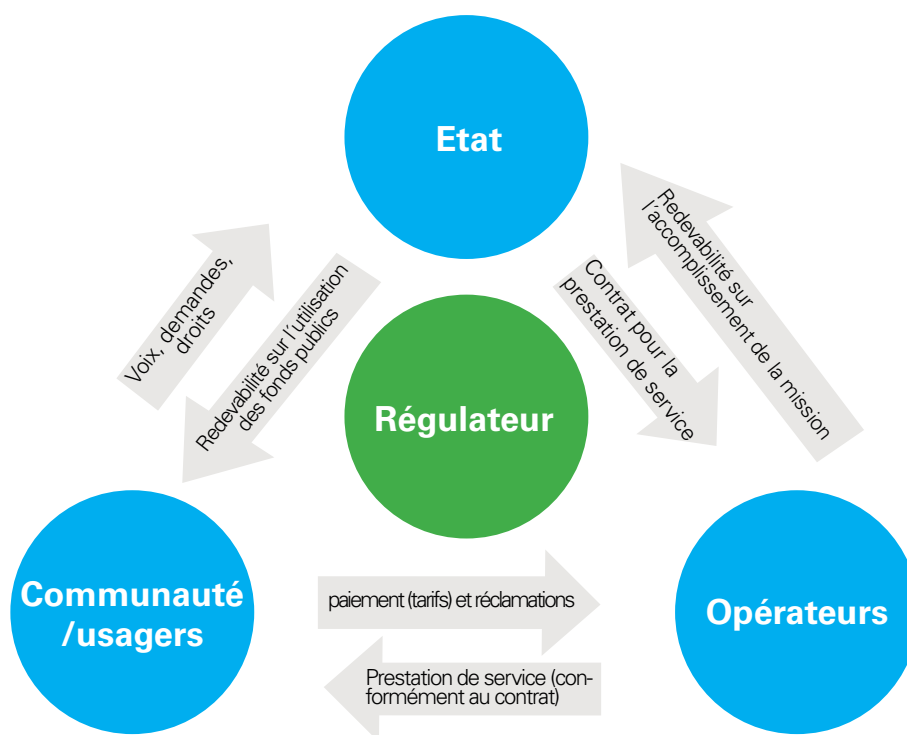 Etat
Voix, demandes,
droits
Redevabilité sur l'utilisation
des fonds publics
Contrat pour la
prestation de service
Redevabilité sur
l'accomplissement de la mission
Régulateur
Communauté
/usagers
paiement (tarifs) et réclamations
Opérateurs
Prestation de service (con-
formément au contrat)